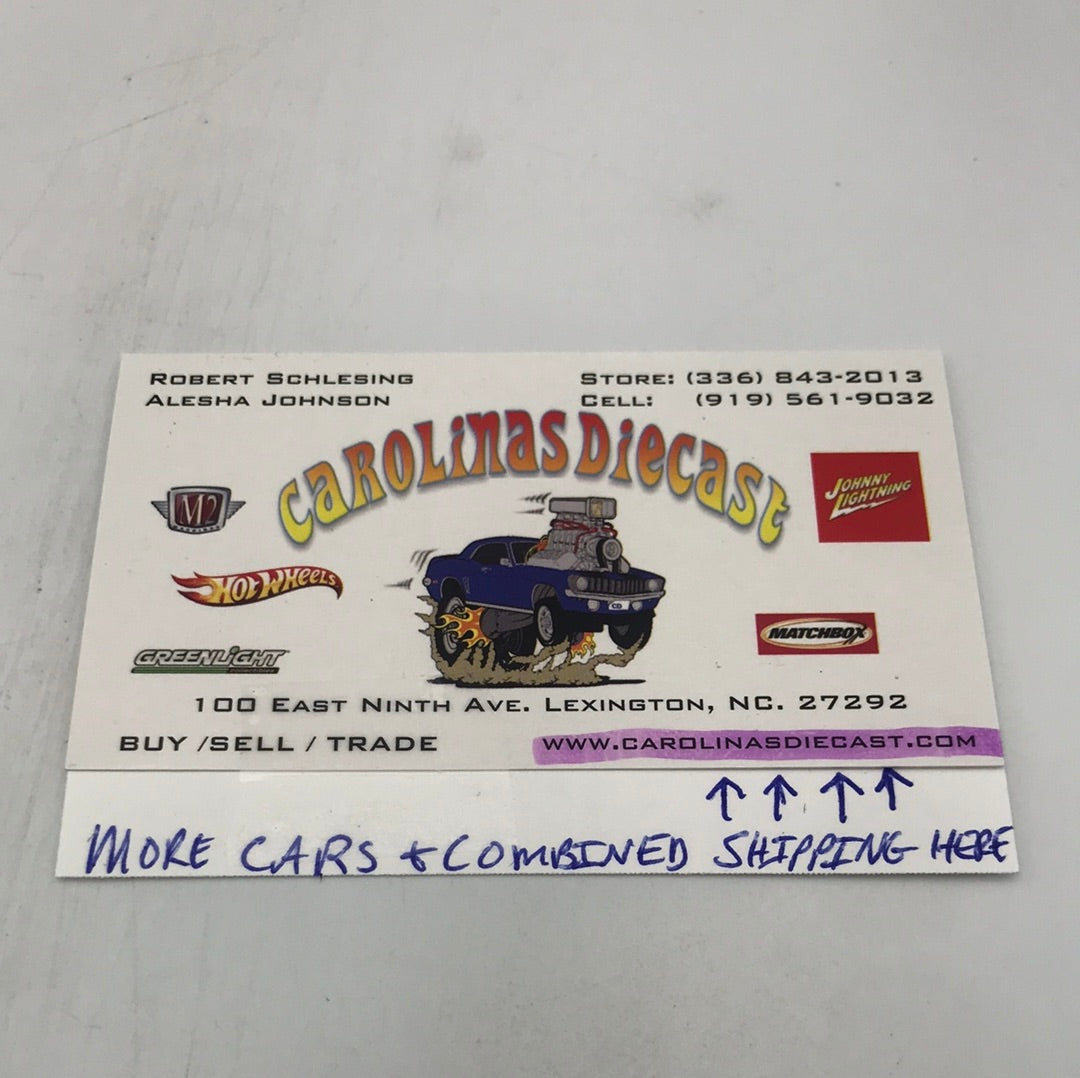 ROBERT SCHLESING
ALESHA JOHNSON
STORE: (336) 843-2013
CELL: (919) 561-9032
CAROLINAS DIECAST
M2
JOHNNY
LIGHTNING
HOT WHEELS
CD
MATCHBOX
GREENLIGHT
100 EAST NINTH AVE. LEXINGTON, NC. 27292
BUY /SELL / TRADE
WWW.CAROLINASDIECAST.COM
MORE CARS + COMBINED SHIPPING HERE